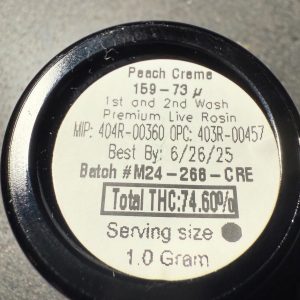 Peach Creme
159-73 µ
1st and 2nd Wash
Premium Live Rosin
MIP: 404R-00360 OPC: 403R-00457
Best By: 6/26/25
Batch #M24-268-CRE
Total THC:74.60%
Serving size
1.0 Gram